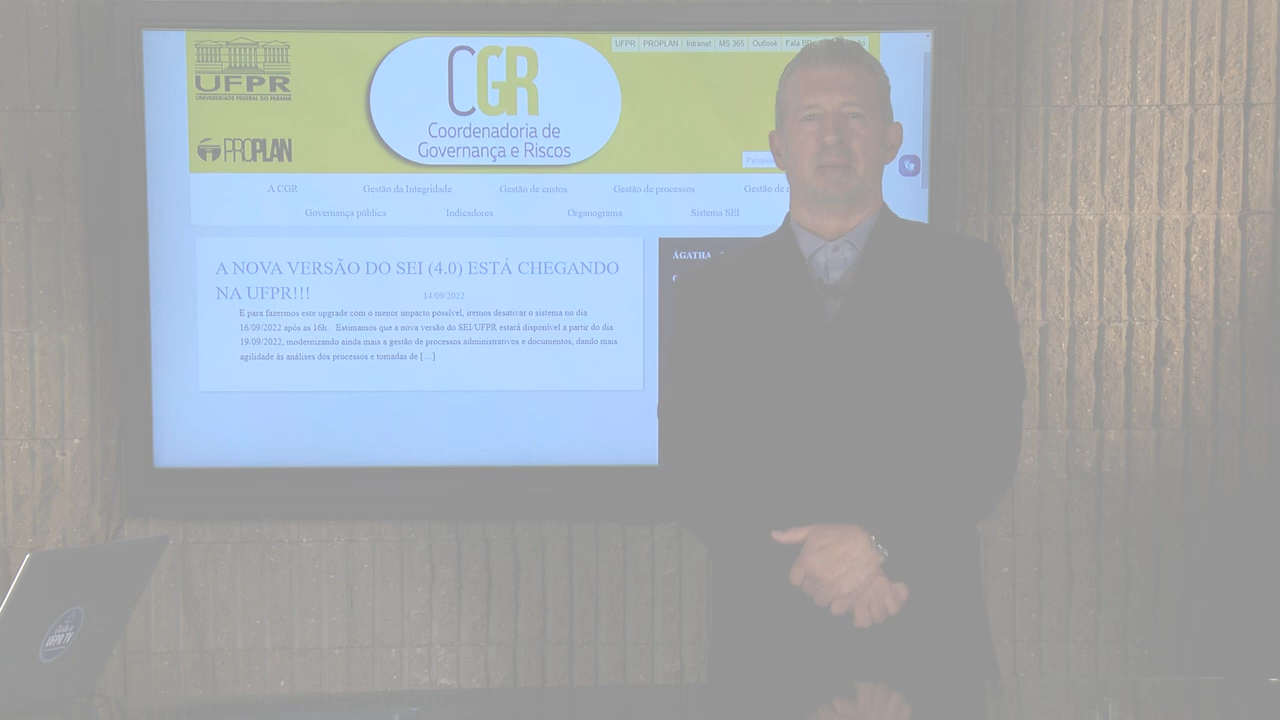 UFPR
UNIVERSIDADE FEDERAL DO PARANÁ
PROPLAN
CGR
Coordenadoria de
Governança e Riscos
UFPR PROPLAN Intranet MS 365 Outlook
A CGR Gestão da Integridade Gestão de custos Gestão de processos Gestão de
Governança pública Indicadores Organograma Sistema SEI
A NOVA VERSÃO DO SEI (4.0) ESTÁ CHEGANDO
NA UFPR!!! 14/09/2022
E para fazermos este upgrade com o menor impacto possível, iremos desativar o sistema no dia
16/09/2022 após as 16h. Estimamos que a nova versão do SEI/UFPR estará disponível a partir do dia
19/09/2022, modernizando ainda mais a gestão de processos administrativos e documentos, dando mais
agilidade às análises dos processos e tomadas de […]
ÁGATHA
UFPR TV